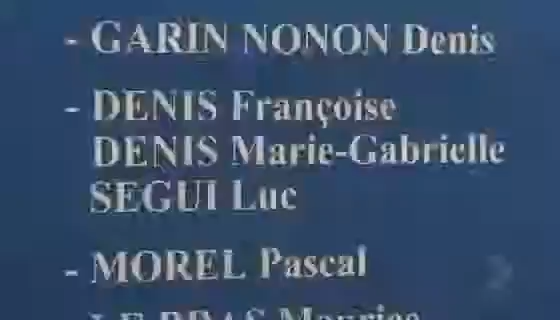 - GARIN NONON Denis
- DENIS Françoise
DENIS Marie-Gabrielle
SEGUI Luc
- MOREL Pascal